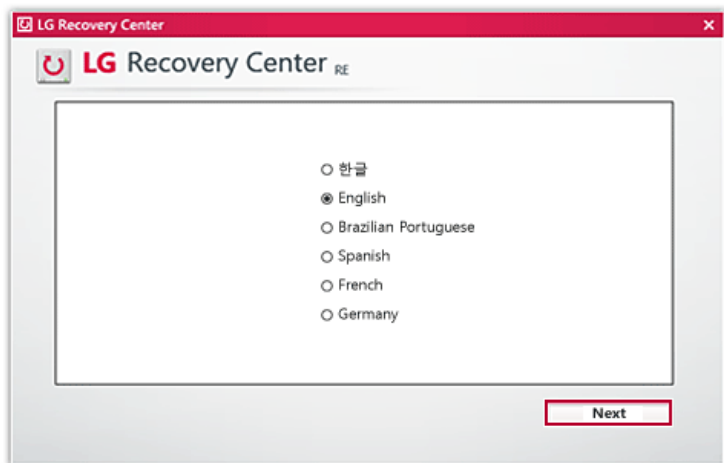 LG Recovery Center
LG Recovery Center RE
한글
English
Brazilian Portuguese
Spanish
French
Germany
Next